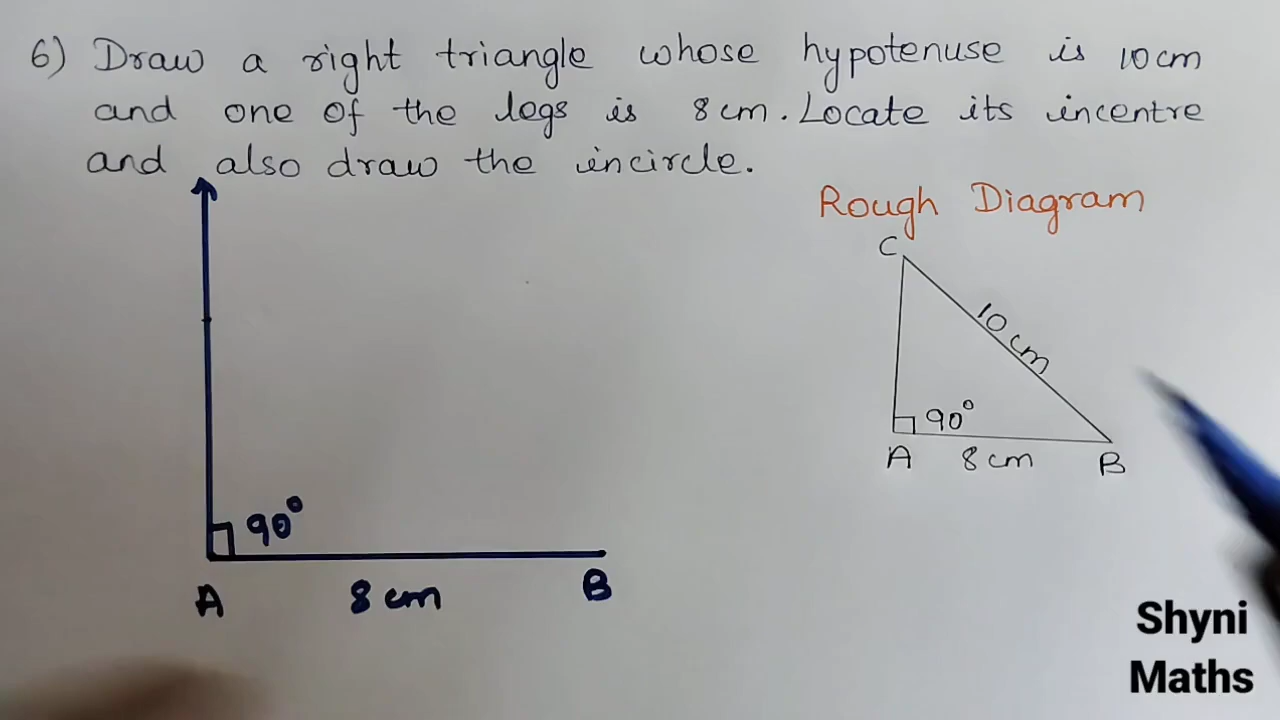 6) Draw a right triangle whose hypotenuse is 10 cm
and one of the legs is 8 cm. Locate its incentre
and also draw the incircle.
Rough Diagram
C
10 cm
90°
A 8 cm B
90°
A 8 cm B
Shyni
Maths